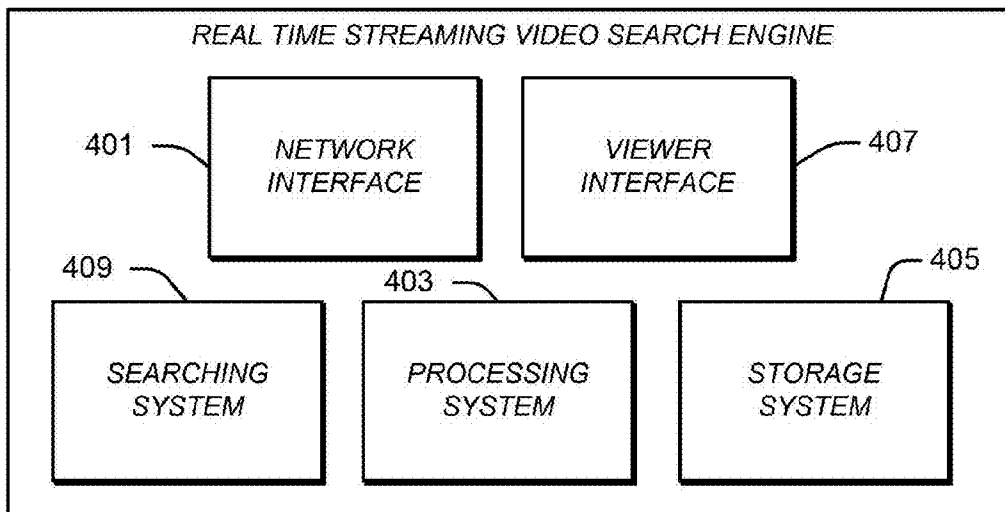 REAL TIME STREAMING VIDEO SEARCH ENGINE
401
NETWORK
INTERFACE
VIEWER
INTERFACE
407
409
403
405
SEARCHING
SYSTEM
PROCESSING
SYSTEM
STORAGE
SYSTEM